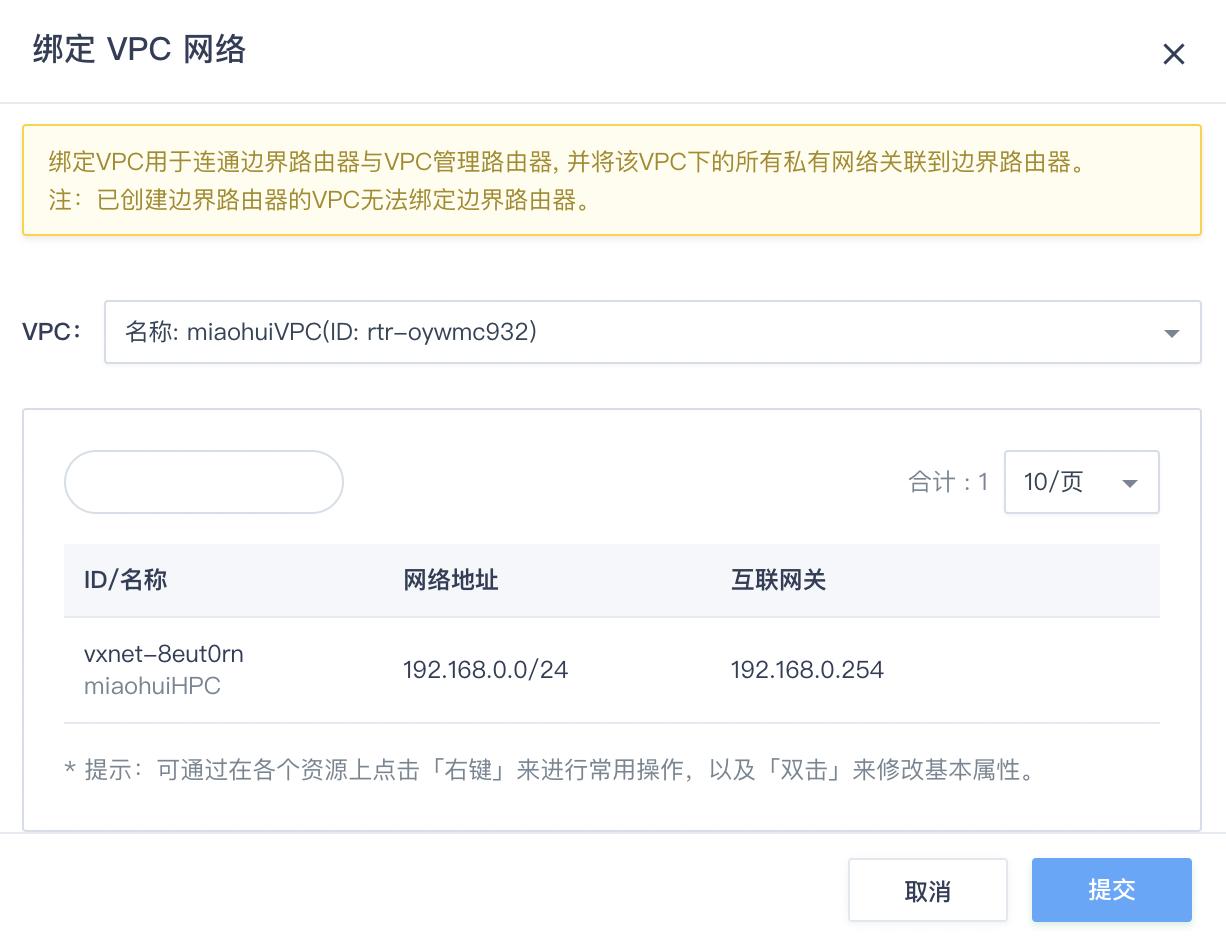 绑定 VPC 网络
绑定VPC用于连通边界路由器与VPC管理路由器, 并将该VPC下的所有私有网络关联到边界路由器。
注：已创建边界路由器的VPC无法绑定边界路由器。
VPC：
名称: miaohuiVPC(ID: rtr-oywmc932)
合计 : 1
10/页
ID/名称 网络地址 互联网关
vxnet-8eut0rn
miaohuiHPC
192.168.0.0/24 192.168.0.254
* 提示：可通过在各个资源上点击「右键」来进行常用操作，以及「双击」来修改基本属性。
取消 提交